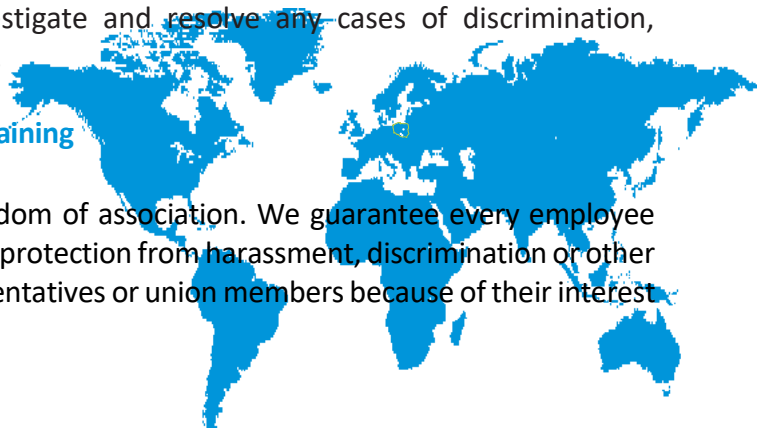 stigate and resolve any cases of discrimination,
aining
dom of association. We guarantee every employee
protection from harassment, discrimination or other
entatives or union members because of their interest